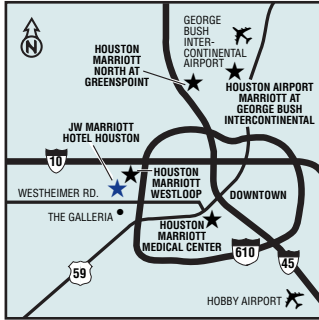 N
GEORGE
BUSH
INTER-
CONTINENTAL
AIRPORT
HOUSTON
MARRIOTT
NORTH AT
GREENSPOINT
HOUSTON AIRPORT
MARRIOTT AT
GEORGE BUSH
INTERCONTINENTAL
JW MARRIOTT
HOTEL HOUSTON
10
HOUSTON
MARRIOTT
WESTLOOP
WESTHEIMER RD.
DOWNTOWN
THE GALLERIA
HOUSTON
MARRIOTT
MEDICAL CENTER
610
45
59
HOBBY AIRPORT